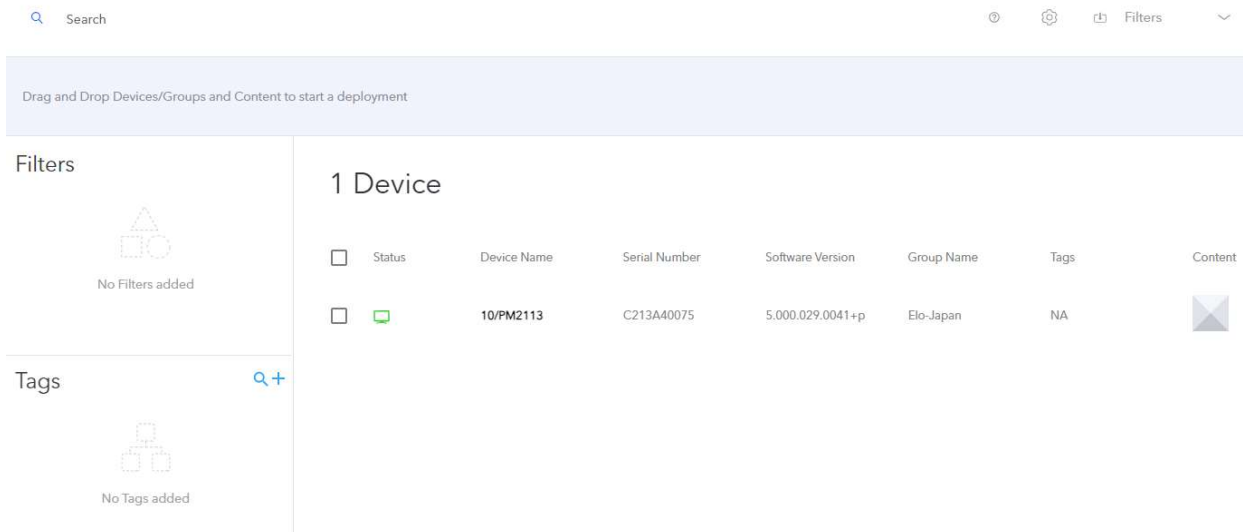 Search
Filters
Drag and Drop Devices/Groups and Content to start a deployment
Filters
No Filters added
Tags
No Tags added
1 Device
Status Device Name Serial Number Software Version Group Name Tags Content
10/PM2113 C213A40075 5.000.029.0041+p Elo-Japan NA